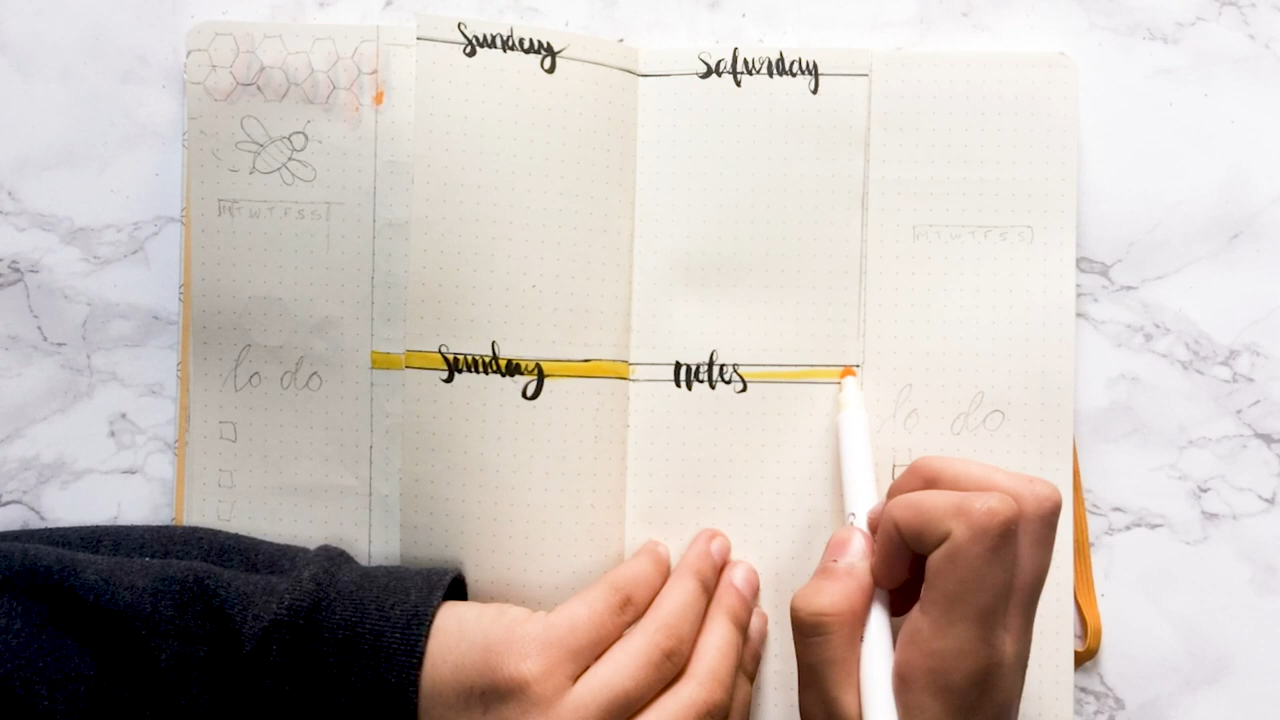 Sunday
Saturday
M.T.W.T.F.S.S
M.T.W.T.F.S.S
Sunday
notes
to do
to do